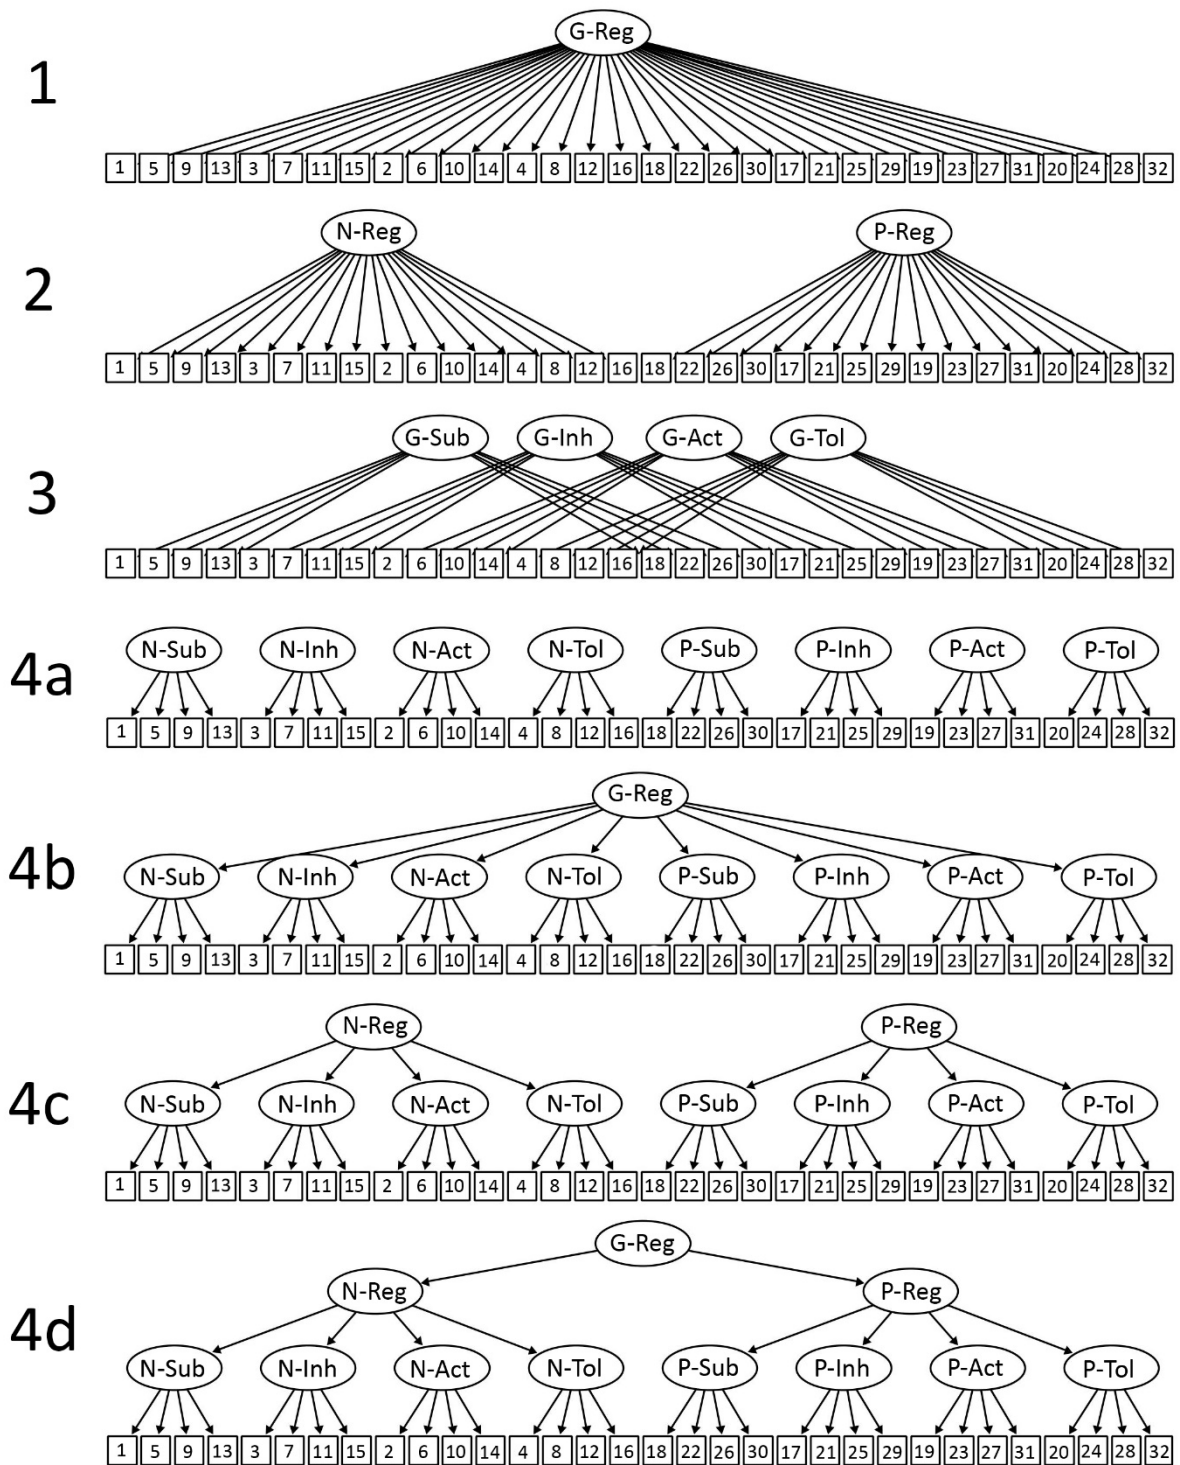 G-Reg
1
1 5 9 13 3 7 11 15 2 6 10 14 4 8 12 16 18 22 26 30 17 21 25 29 19 23 27 31 20 24 28 32
N-Reg P-Reg
2
1 5 9 13 3 7 11 15 2 6 10 14 4 8 12 16 18 22 26 30 17 21 25 29 19 23 27 31 20 24 28 32
G-Sub G-Inh G-Act G-Tol
3
1 5 9 13 3 7 11 15 2 6 10 14 4 8 12 16 18 22 26 30 17 21 25 29 19 23 27 31 20 24 28 32
N-Sub N-Inh N-Act N-Tol P-Sub P-Inh P-Act P-Tol
4a
1 5 9 13 3 7 11 15 2 6 10 14 4 8 12 16 18 22 26 30 17 21 25 29 19 23 27 31 20 24 28 32
G-Reg
4b
N-Sub N-Inh N-Act N-Tol P-Sub P-Inh P-Act P-Tol
1 5 9 13 3 7 11 15 2 6 10 14 4 8 12 16 18 22 26 30 17 21 25 29 19 23 27 31 20 24 28 32
N-Reg P-Reg
4c
N-Sub N-Inh N-Act N-Tol P-Sub P-Inh P-Act P-Tol
1 5 9 13 3 7 11 15 2 6 10 14 4 8 12 16 18 22 26 30 17 21 25 29 19 23 27 31 20 24 28 32
G-Reg
N-Reg P-Reg
4d
N-Sub N-Inh N-Act N-Tol P-Sub P-Inh P-Act P-Tol
1 5 9 13 3 7 11 15 2 6 10 14 4 8 12 16 18 22 26 30 17 21 25 29 19 23 27 31 20 24 28 32